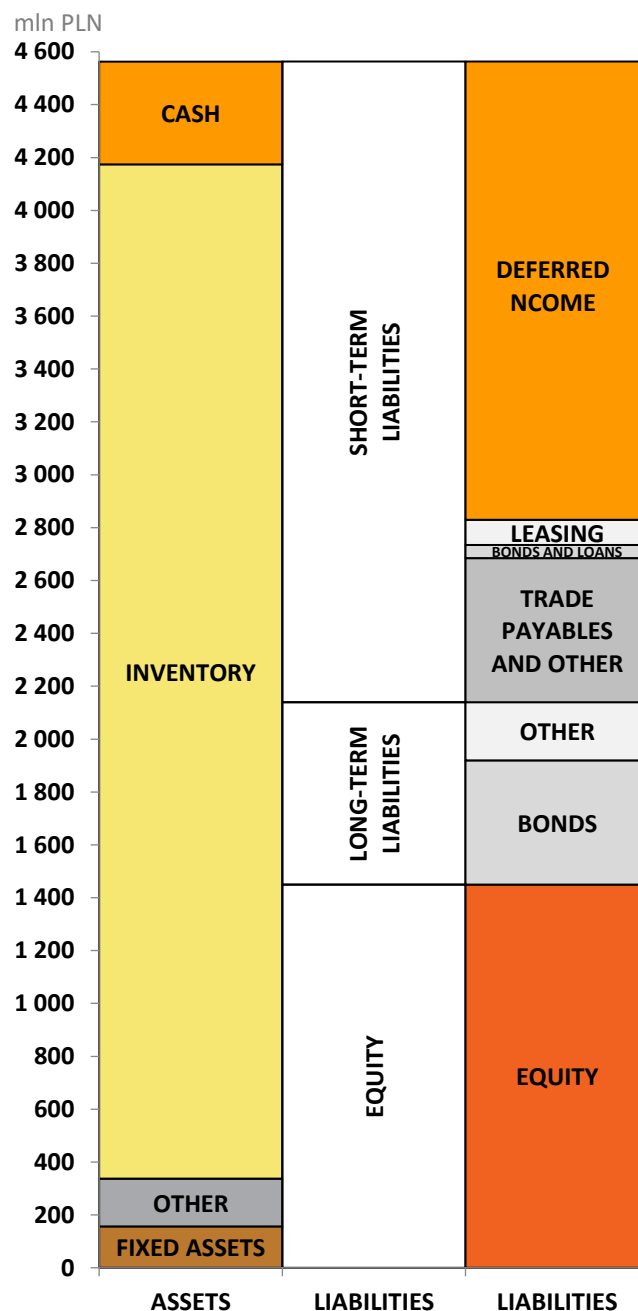 mln PLN
4 600
4 400
4 200
4 000
3 800
3 600
3 400
3 200
3 000
2 800
2 600
2 400
2 200
2 000
1 800
1 600
1 400
1 200
1 000
800
600
400
200
0
CASH
INVENTORY
OTHER
FIXED ASSETS
SHORT-TERM
LIABILITIES
LONG-TERM
LIABILITIES
EQUITY
DEFERRED
NCOME
LEASING
BONDS AND LOANS
TRADE
PAYABLES
AND OTHER
OTHER
BONDS
EQUITY
ASSETS
LIABILITIES
LIABILITIES